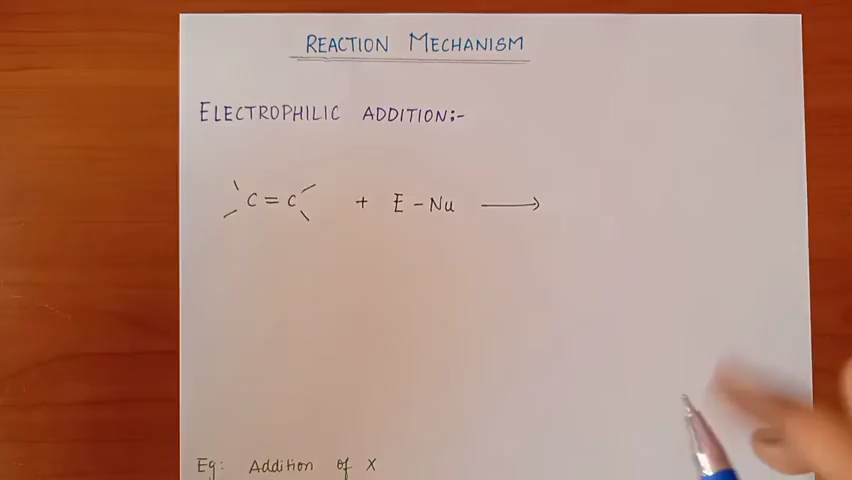 REACTION MECHANISM
ELECTROPHILIC ADDITION:-
C = C + E - Nu ⟶
Eg: Addition of X